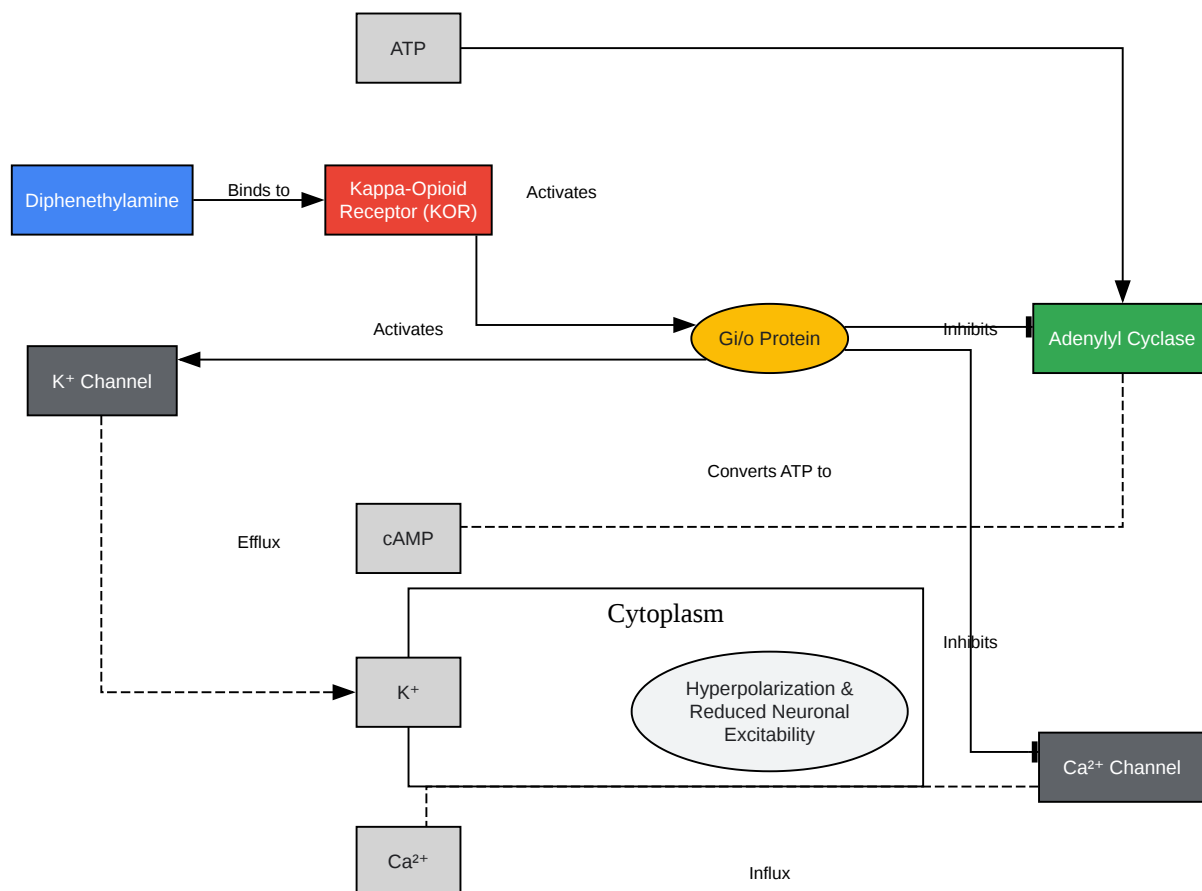 ATP
Diphenethylamine
Binds to
Kappa-Opioid
Receptor (KOR)
Activates
Activates
Gi/o Protein
Inhibits
Adenylyl Cyclase
K⁺ Channel
Converts ATP to
Efflux
cAMP
Cytoplasm
Inhibits
K⁺
Hyperpolarization &
Reduced Neuronal
Excitability
Ca²⁺ Channel
Ca²⁺
Influx